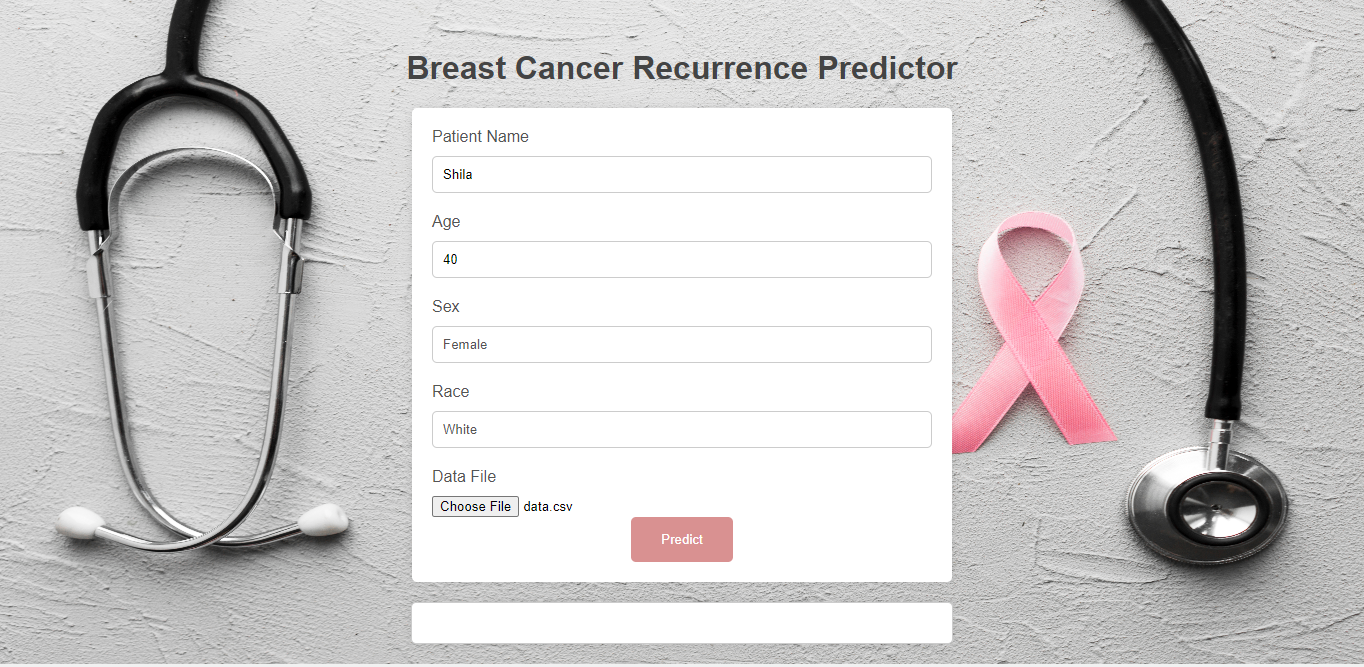 Breast Cancer Recurrence Predictor
Patient Name
Shila
Age
40
Sex
Female
Race
White
Data File
Choose File data.csv
Predict